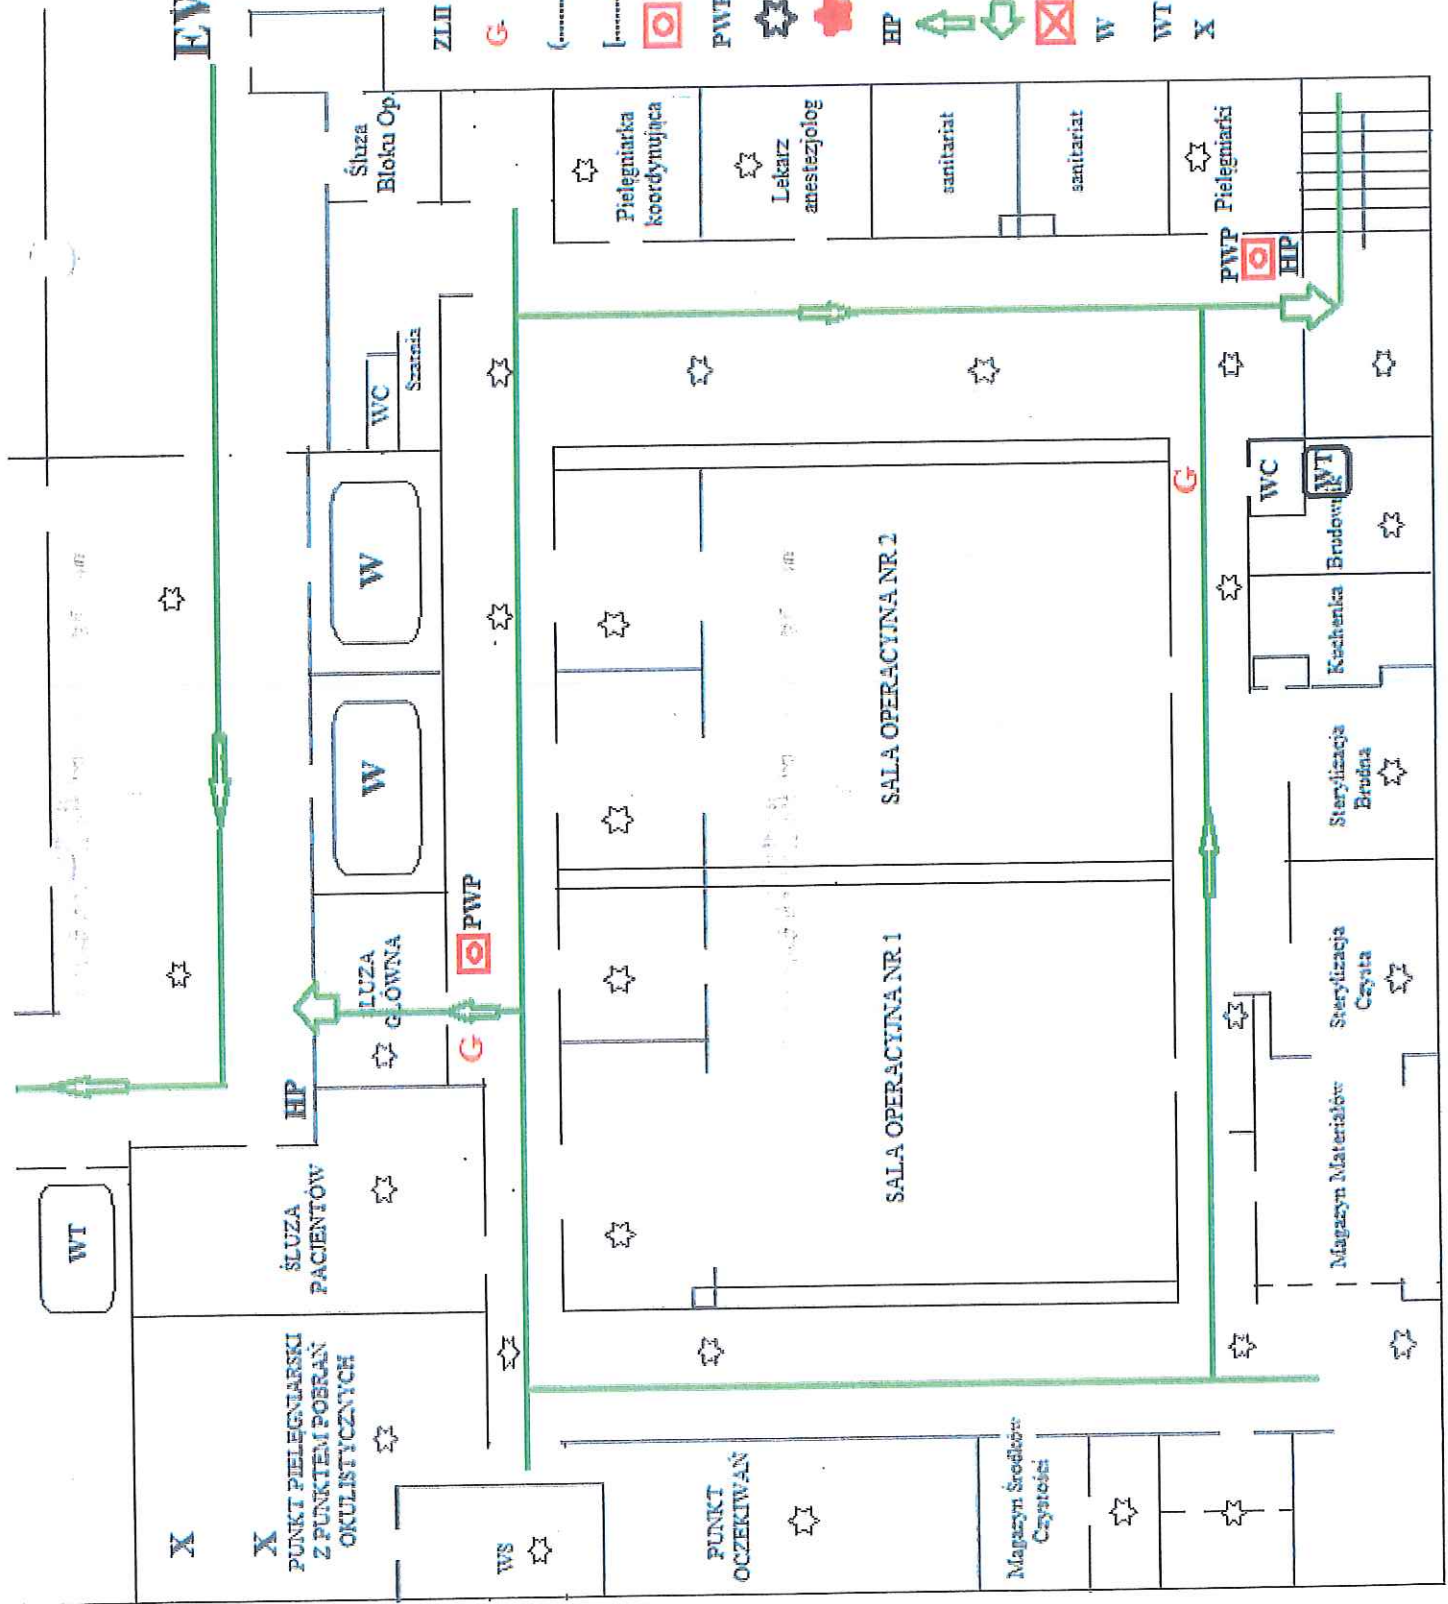 WT
X
X
PUNKT PIELĘGNIARSKI
Z PUNKTEM POBRAŃ
OKULISTYCZNYCH
ŚLUZA
PACJENTÓW
HP
LUZA
GŁÓWNA
W
W
WC
Szatnia
Śluza
Bloku Op.
G
PWP
WS
PUNKT
OCZEKIWAŃ
Magazyn Środków
Czystości
SALA OPERACYJNA NR 1
SALA OPERACYJNA NR 2
Pielęgniarka
koordynująca
Lekarz
anestezjolog
sanitariat
sanitariat
Pielęgniarki
PWP
HP
G
WC
WT
Magazyn Materiałów
Sterylizacja
Czysta
Sterylizacja
Brudna
Kuchenka
Brudownik
ZLII
G
PWP
HP
W
WT
X